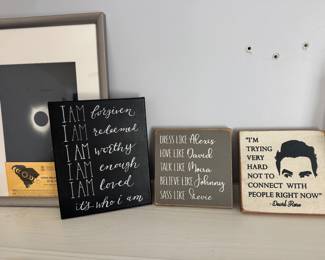 I AM forgiven
I AM redeemed
I AM worthy
I AM enough
I AM loved
it's who i am
DRESS LIKE Alexis
LOVE LIKE David
TALK LIKE Moira
BELIEVE LIKE Johnny
SASS LIKE Stevie
"I'M
TRYING
VERY
HARD
NOT TO
CONNECT WITH
PEOPLE RIGHT NOW"
-David Rose